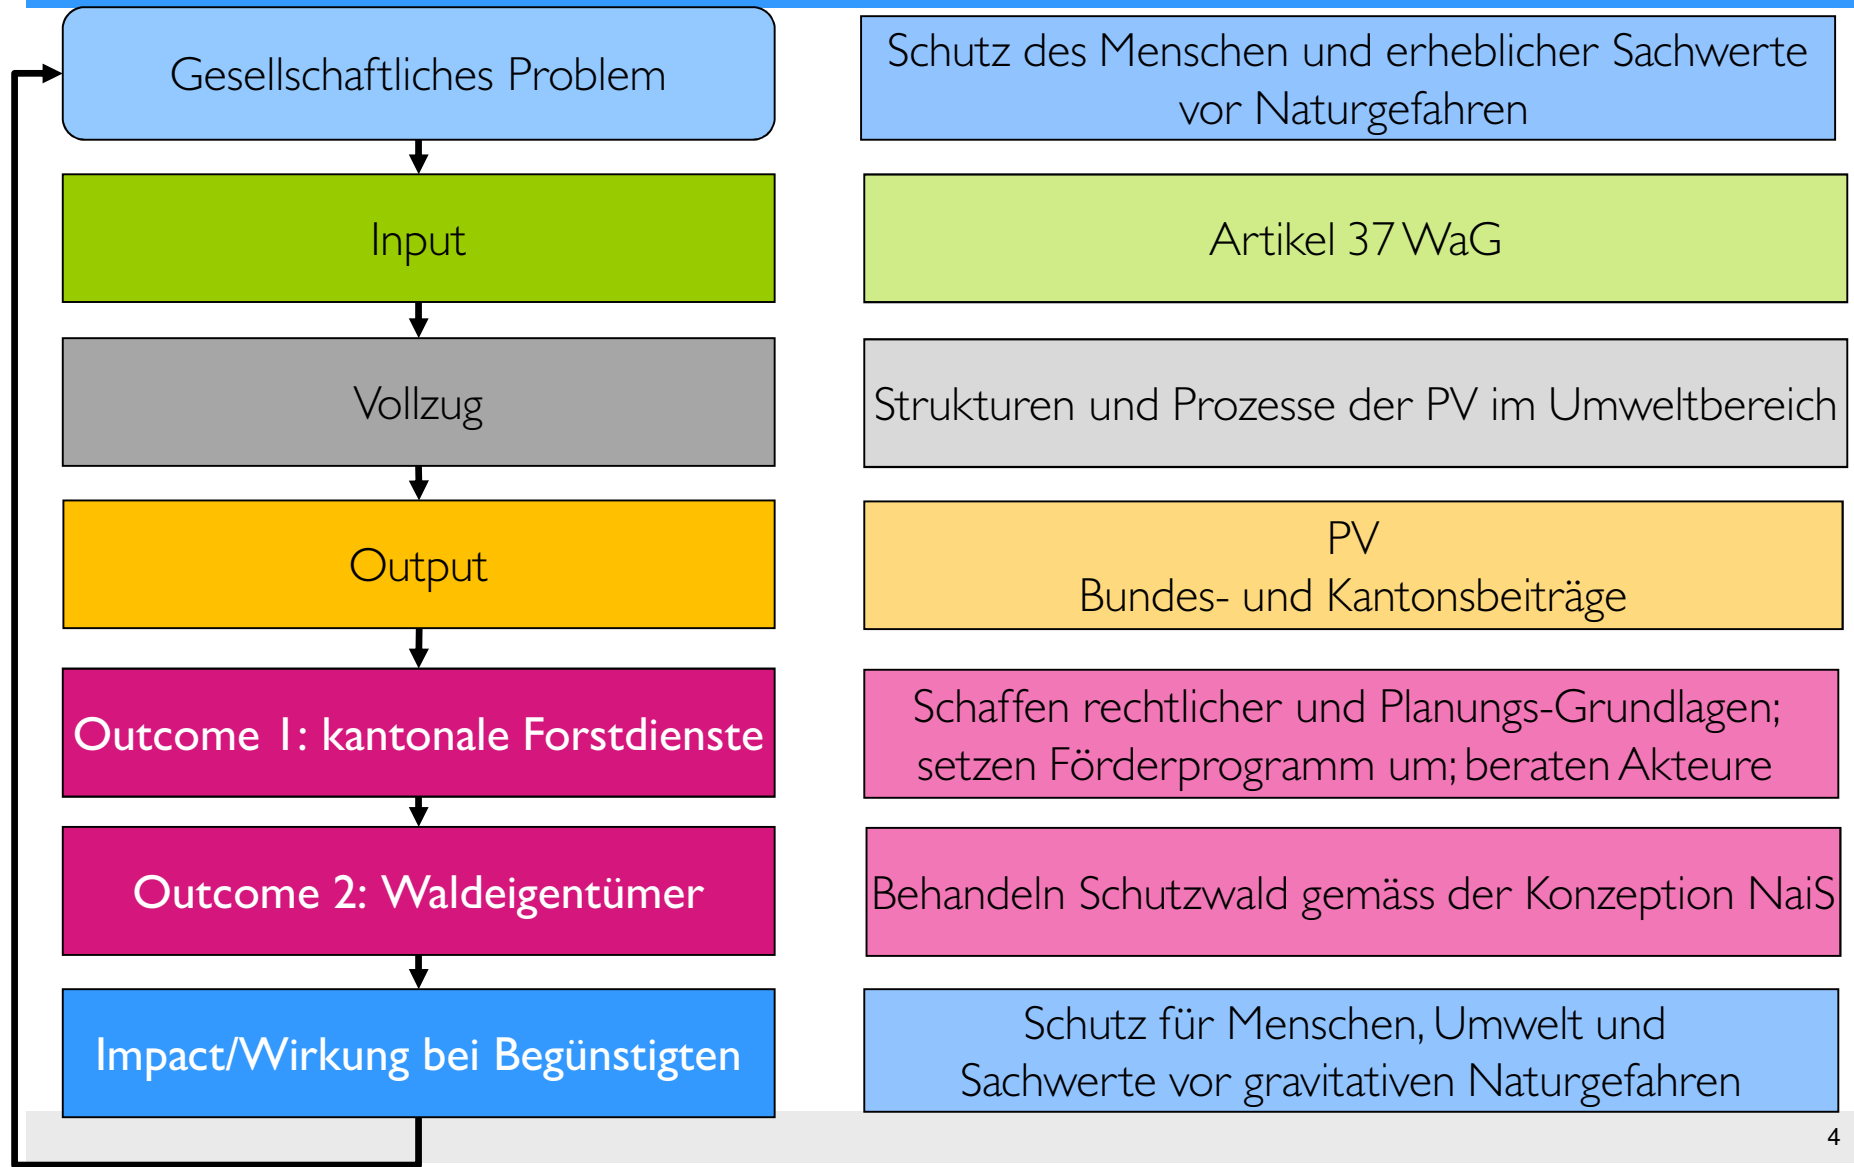 Gesellschaftliches Problem
Schutz des Menschen und erheblicher Sachwerte
vor Naturgefahren
Input
Artikel 37 WaG
Vollzug
Strukturen und Prozesse der PV im Umweltbereich
Output
PV
Bundes- und Kantonsbeiträge
Outcome 1: kantonale Forstdienste
Schaffen rechtlicher und Planungs-Grundlagen;
setzen Förderprogramm um; beraten Akteure
Outcome 2: Waldeigentümer
Behandeln Schutzwald gemäss der Konzeption NaiS
Impact/Wirkung bei Begünstigten
Schutz für Menschen, Umwelt und
Sachwerte vor gravitativen Naturgefahren
4